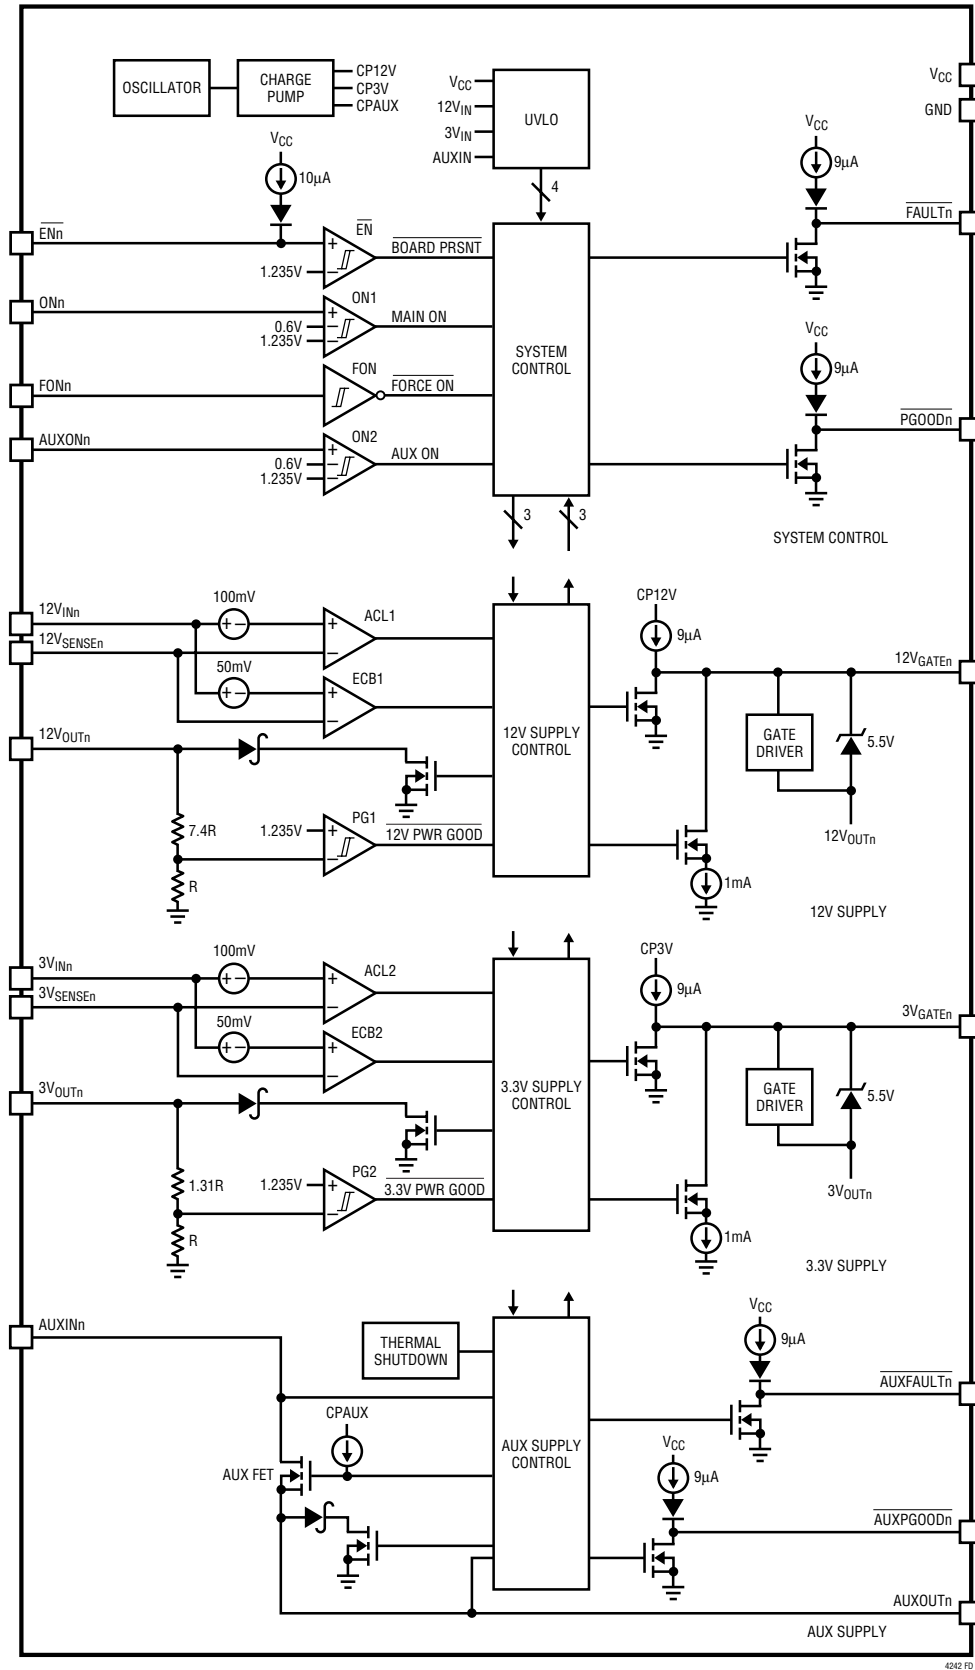 OSCILLATOR
CHARGE
PUMP
CP12V
CP3V
CPAUX
VCC
12VIN
3VIN
AUXIN
UVLO
4
VCC
GND
VCC
10µA
VCC
9µA
FAULTn
ENn
EN
+
–
1.235V
BOARD PRSNT
ONn
ON1
+
–
–
0.6V
1.235V
MAIN ON
SYSTEM
CONTROL
VCC
9µA
FONn
FON
FORCE ON
PGOODn
AUXONn
ON2
+
–
–
0.6V
1.235V
AUX ON
3
3
SYSTEM CONTROL
12VINn
100mV
+ –
+
–
ACL1
12VSENSEn
50mV
+ –
+
–
ECB1
CP12V
9µA
12VGATEn
12VOUTn
12V SUPPLY
CONTROL
GATE
DRIVER
5.5V
12VOUTn
7.4R
R
1.235V
+
–
PG1
12V PWR GOOD
1mA
12V SUPPLY
3VINn
100mV
+ –
+
–
ACL2
3VSENSEn
50mV
+ –
+
–
ECB2
CP3V
9µA
3VGATEn
3VOUTn
3.3V SUPPLY
CONTROL
GATE
DRIVER
5.5V
3VOUTn
1.31R
R
1.235V
+
–
PG2
3.3V PWR GOOD
1mA
3.3V SUPPLY
AUXINn
THERMAL
SHUTDOWN
VCC
9µA
AUXFAULTn
CPAUX
AUX FET
AUX SUPPLY
CONTROL
VCC
9µA
AUXPGOODn
AUXOUTn
AUX SUPPLY
4242 FD